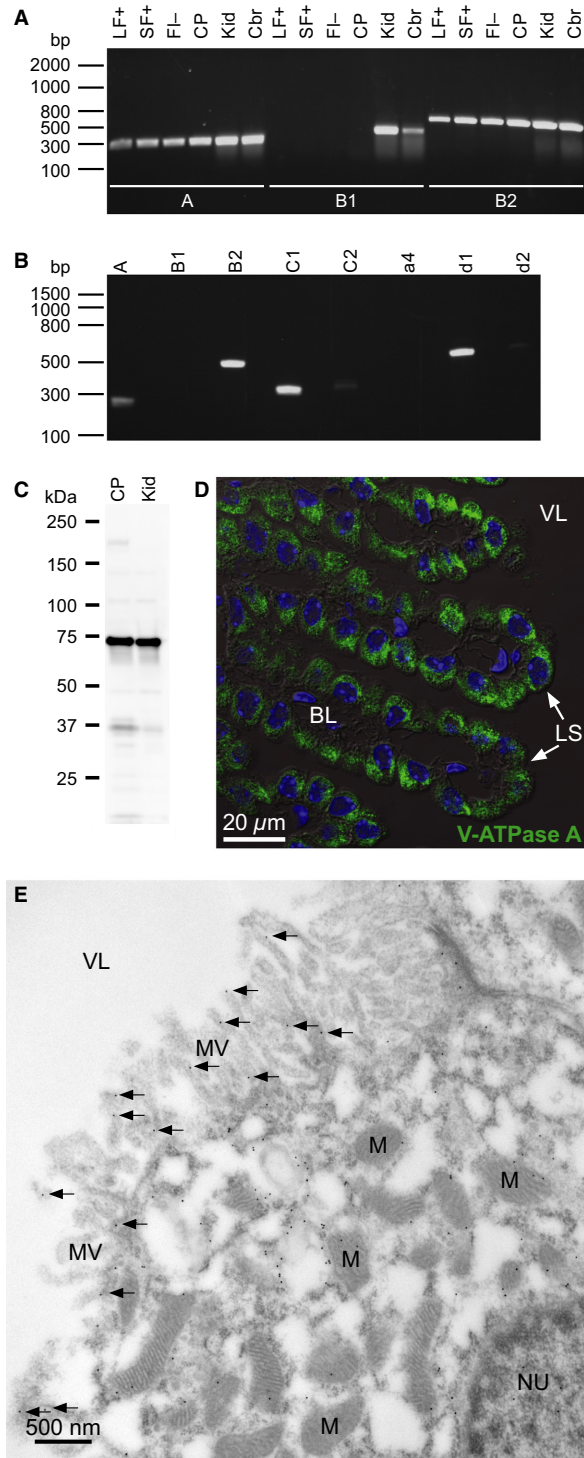 A
bp
LF+ SF+ Fl– CP Kid Cbr LF+ SF+ Fl– CP Kid Cbr LF+ SF+ Fl– CP Kid Cbr
2000
1000
800
500
300
100
A B1 B2
B
bp
A B1 B2 C1 C2 a4 d1 d2
1500
1000
800
500
300
100
C
kDa
CP Kid
250
150
100
75
50
37
25
D
VL
BL
LS
20 µm
V-ATPase A
E
VL
MV
M
M
MV
M
NU
M
500 nm